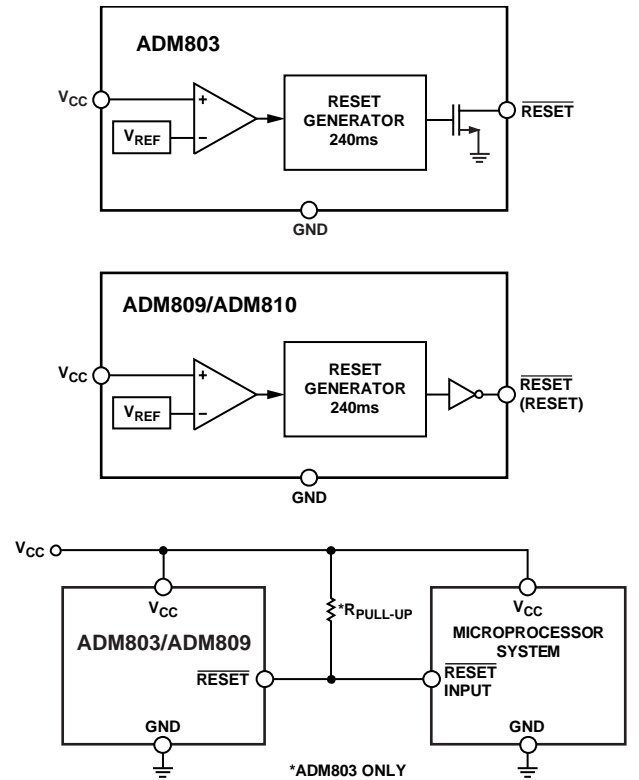 ADM803
VCC
+
VREF
–
RESET
GENERATOR
240ms
RESET
GND
ADM809/ADM810
VCC
+
VREF
–
RESET
GENERATOR
240ms
RESET
(RESET)
GND
VCC
VCC
*RPULL-UP
VCC
ADM803/ADM809
MICROPROCESSOR
SYSTEM
RESET
RESET
INPUT
GND
GND
*ADM803 ONLY